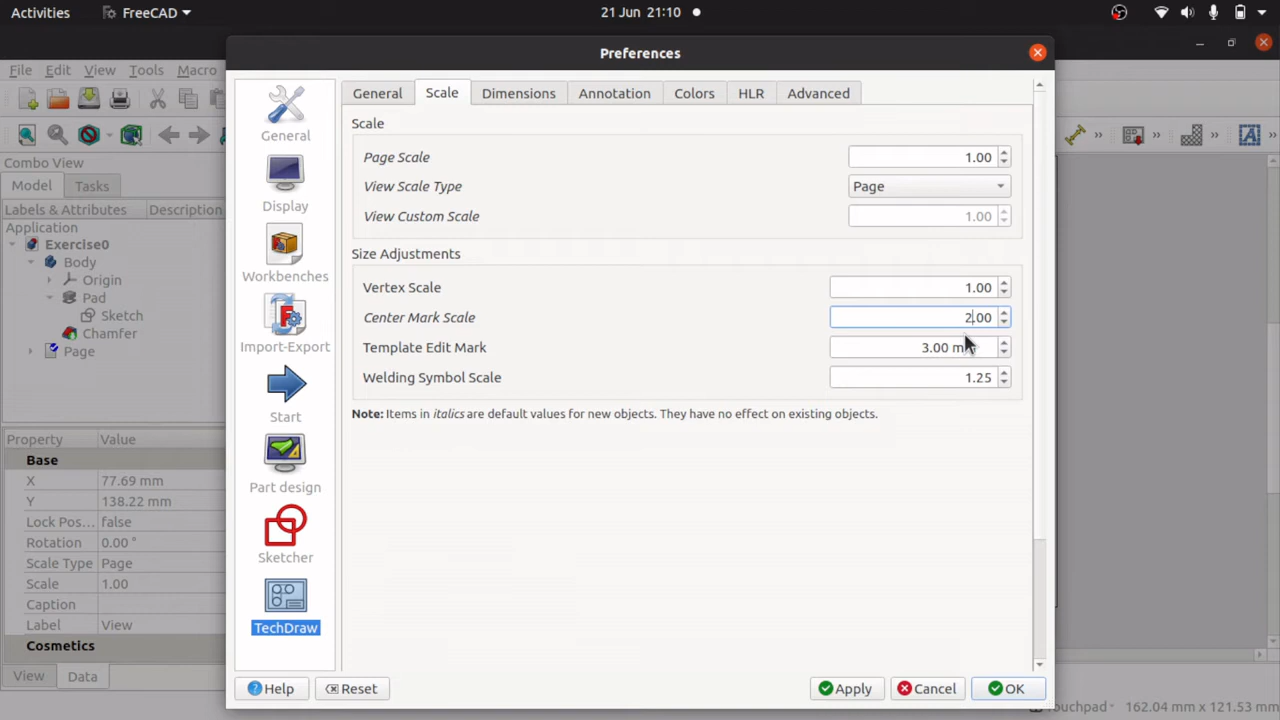 Activities FreeCAD 21 Jun 21:10
Preferences
File Edit View Tools Macro
Combo View
Model Tasks
Labels & Attributes Description
Application
Exercise0
Body
Origin
Pad
Sketch
Chamfer
Page
Property Value
Base
X 77.69 mm
Y 138.22 mm
Lock Pos... false
Rotation 0.00 °
Scale Type Page
Scale 1.00
Caption
Label View
Cosmetics
View Data
General
Display
Workbenches
Import-Export
Start
Part design
Sketcher
TechDraw
General Scale Dimensions Annotation Colors HLR Advanced
Scale
Page Scale 1.00
View Scale Type Page
View Custom Scale 1.00
Size Adjustments
Vertex Scale 1.00
Center Mark Scale 2.00
Template Edit Mark 3.00
Welding Symbol Scale 1.25
Note: Items in italics are default values for new objects. They have no effect on existing objects.
Help Reset Apply Cancel OK
Touchpad 162.04 mm x 121.53 mm